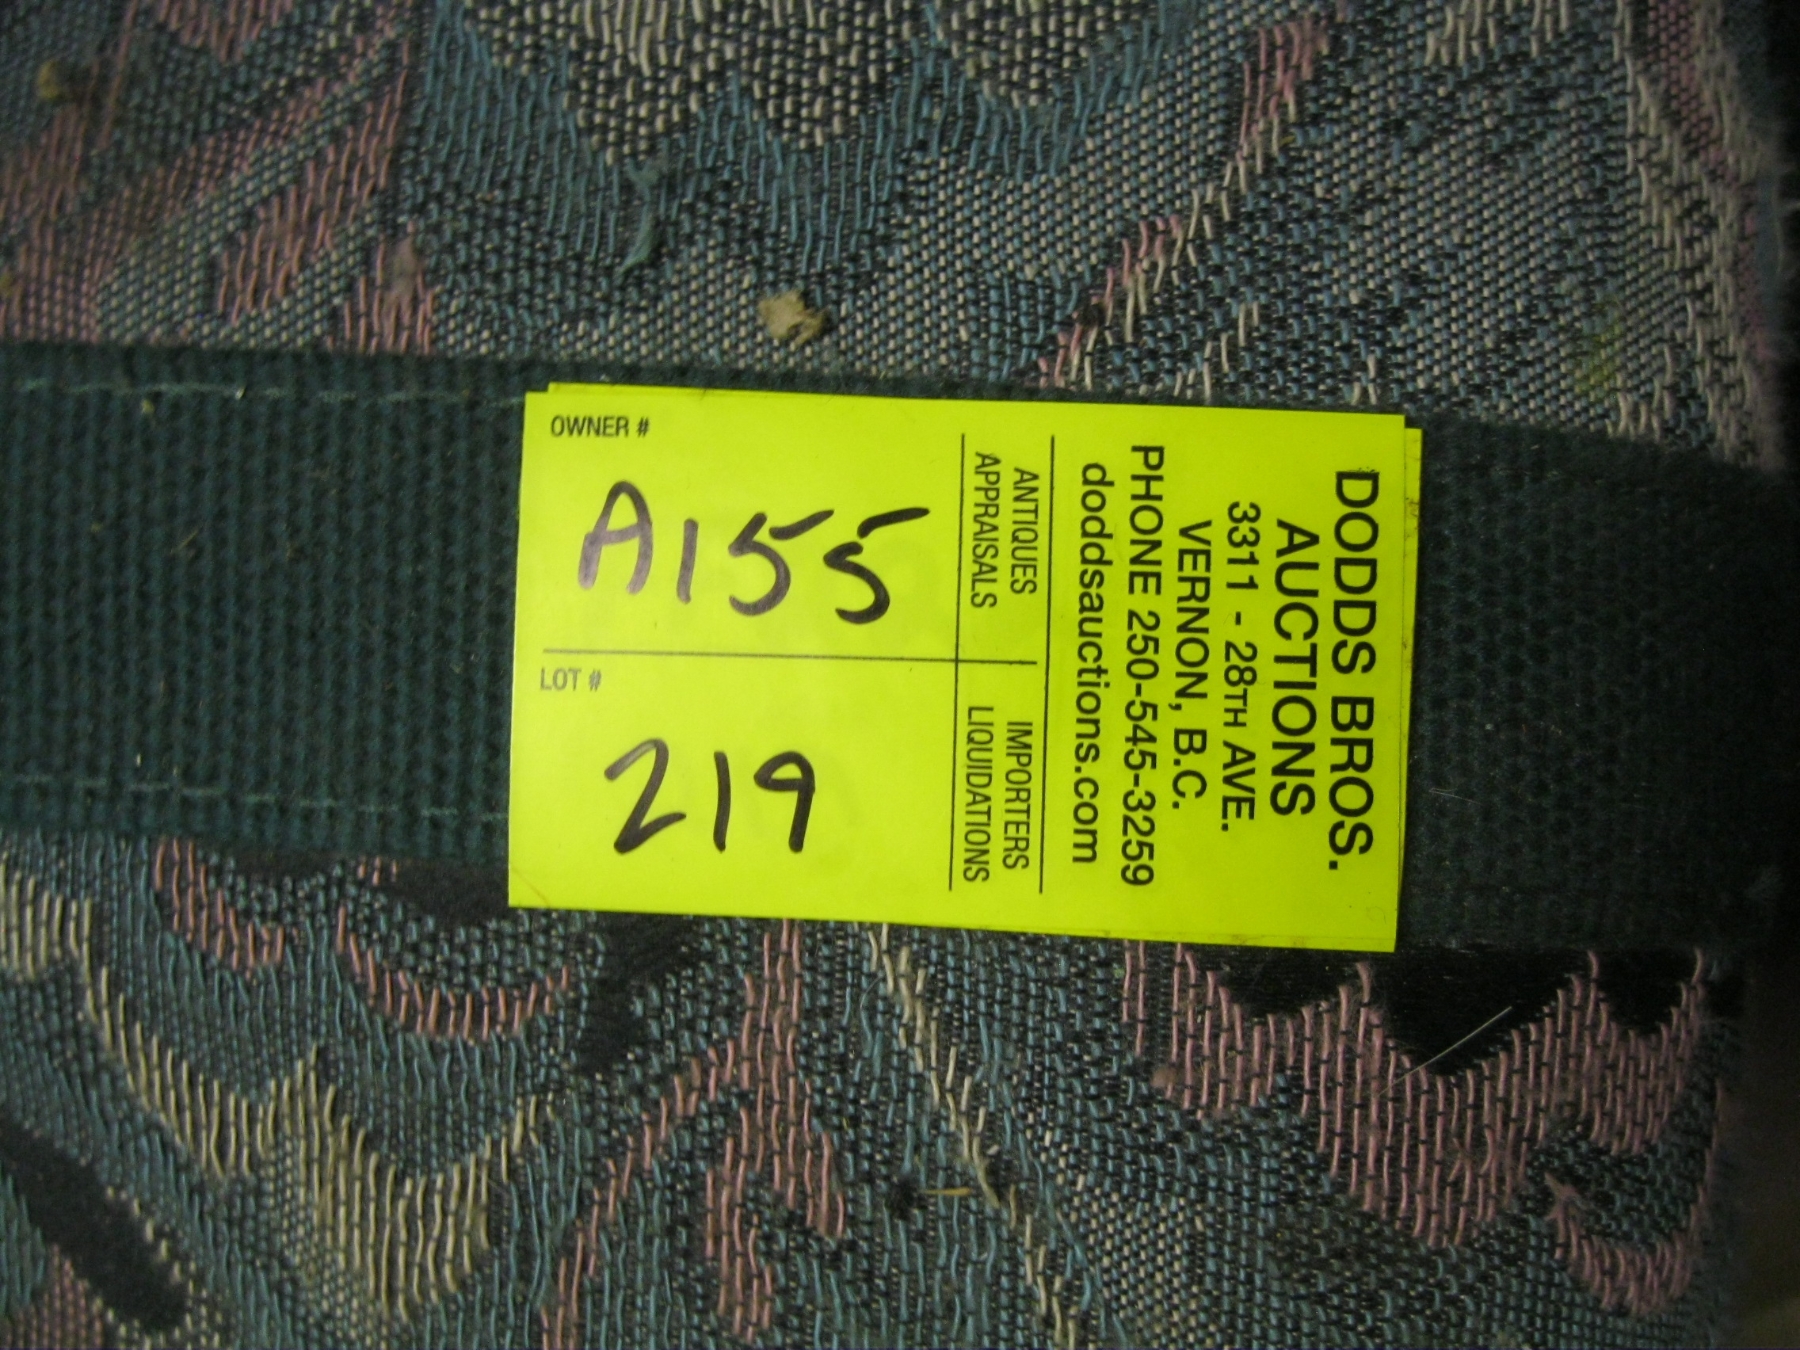 DODDS BROS.
AUCTIONS
3311 - 28TH AVE.
VERNON, B.C.
PHONE 250-545-3259
doddsauctions.com
ANTIQUES
APPRAISALS
IMPORTERS
LIQUIDATIONS
OWNER #
A155
LOT #
219